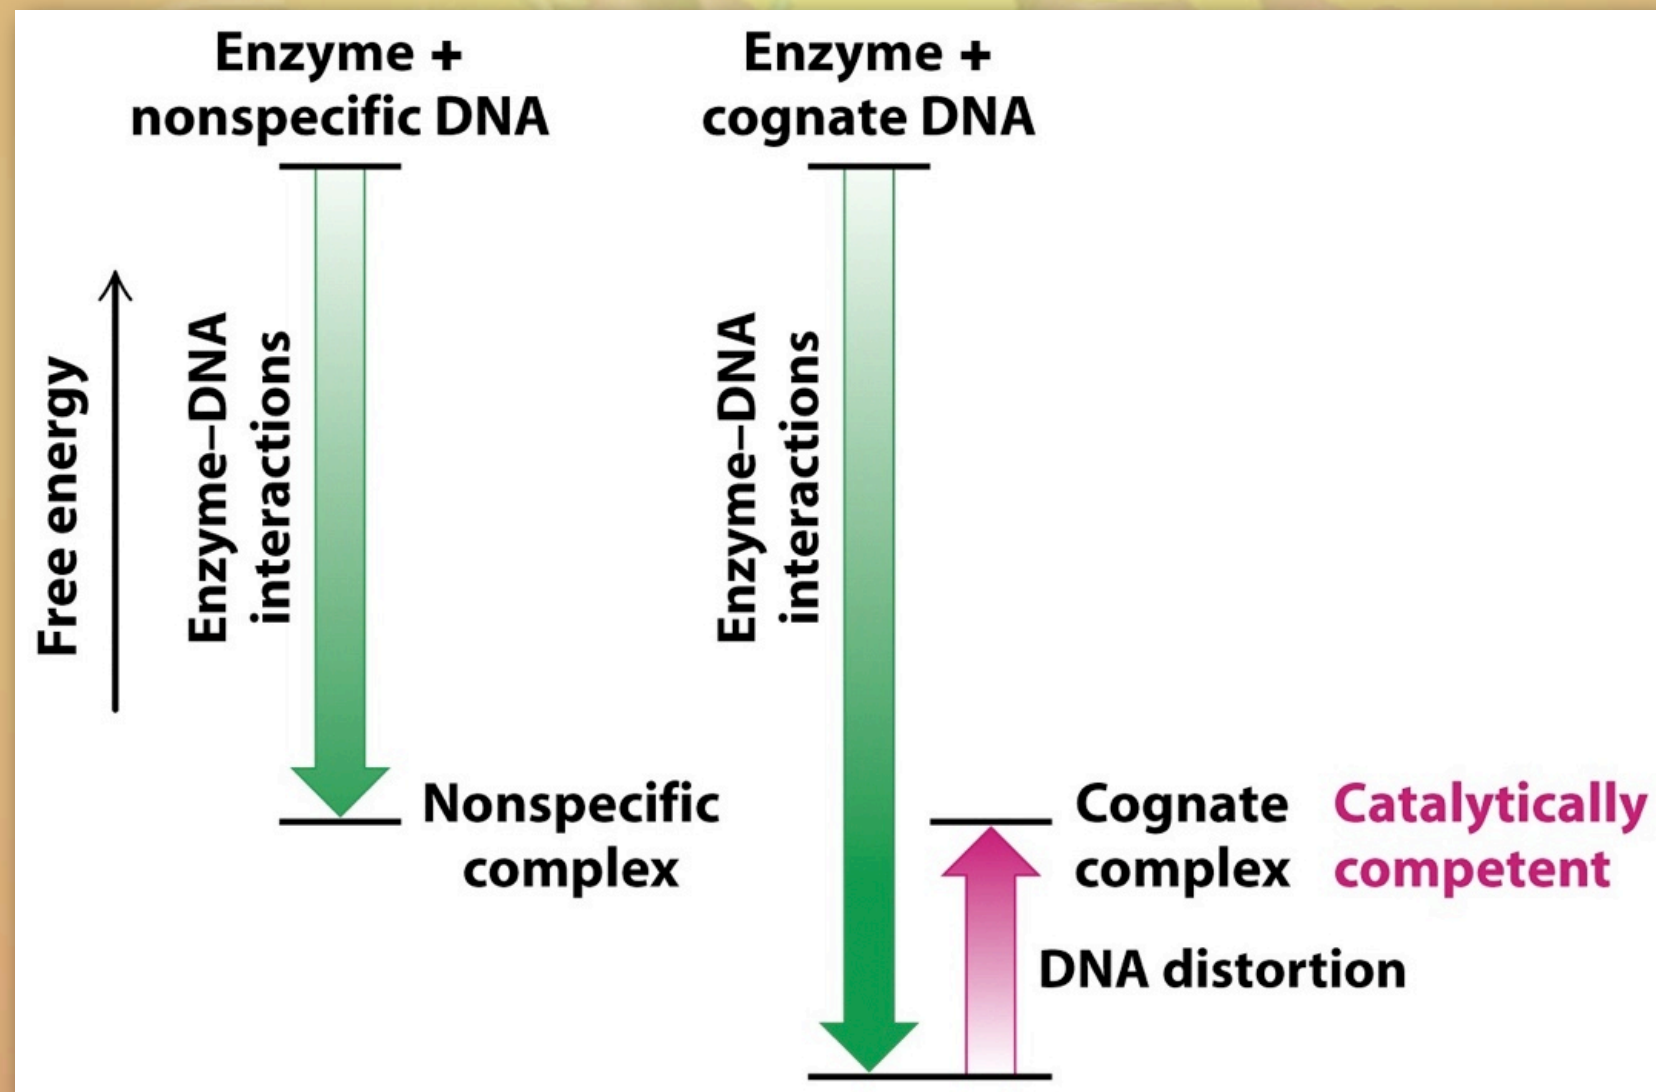 Enzyme +
nonspecific DNA
Enzyme +
cognate DNA
Free energy
Enzyme–DNA
interactions
Enzyme–DNA
interactions
Nonspecific
complex
Cognate
complex
Catalytically
competent
DNA distortion